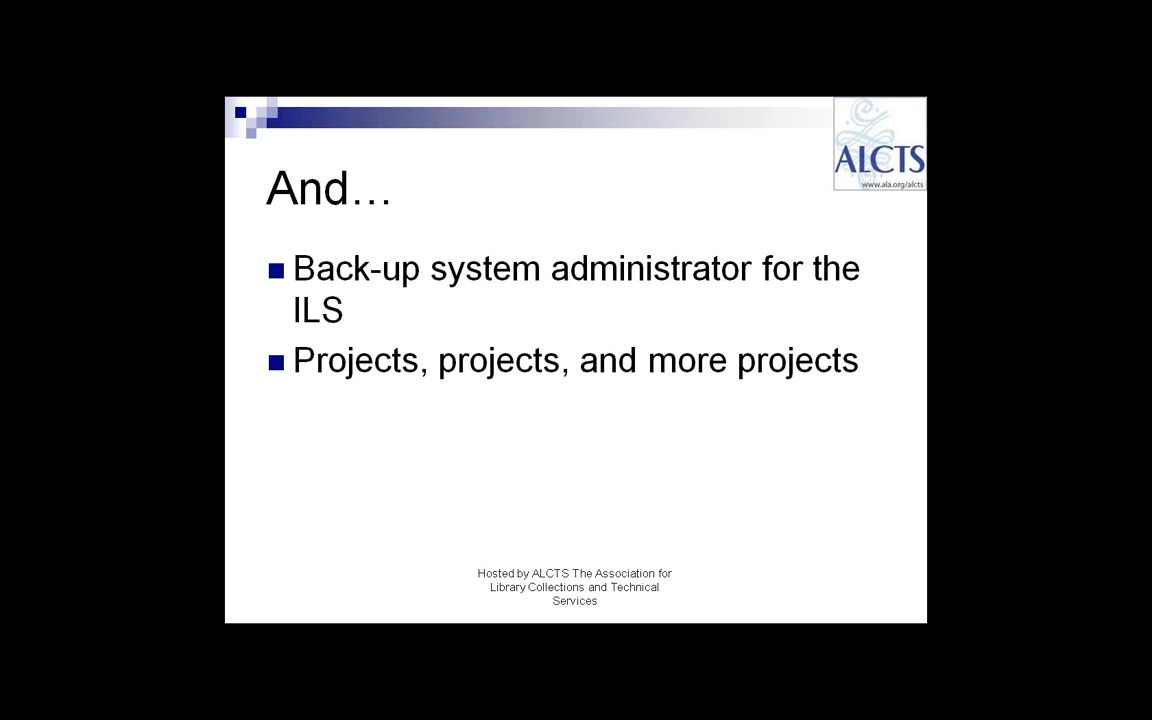 ALCTS
www.ala.org/alcts
And…
Back-up system administrator for the
ILS
Projects, projects, and more projects
Hosted by ALCTS The Association for
Library Collections and Technical
Services